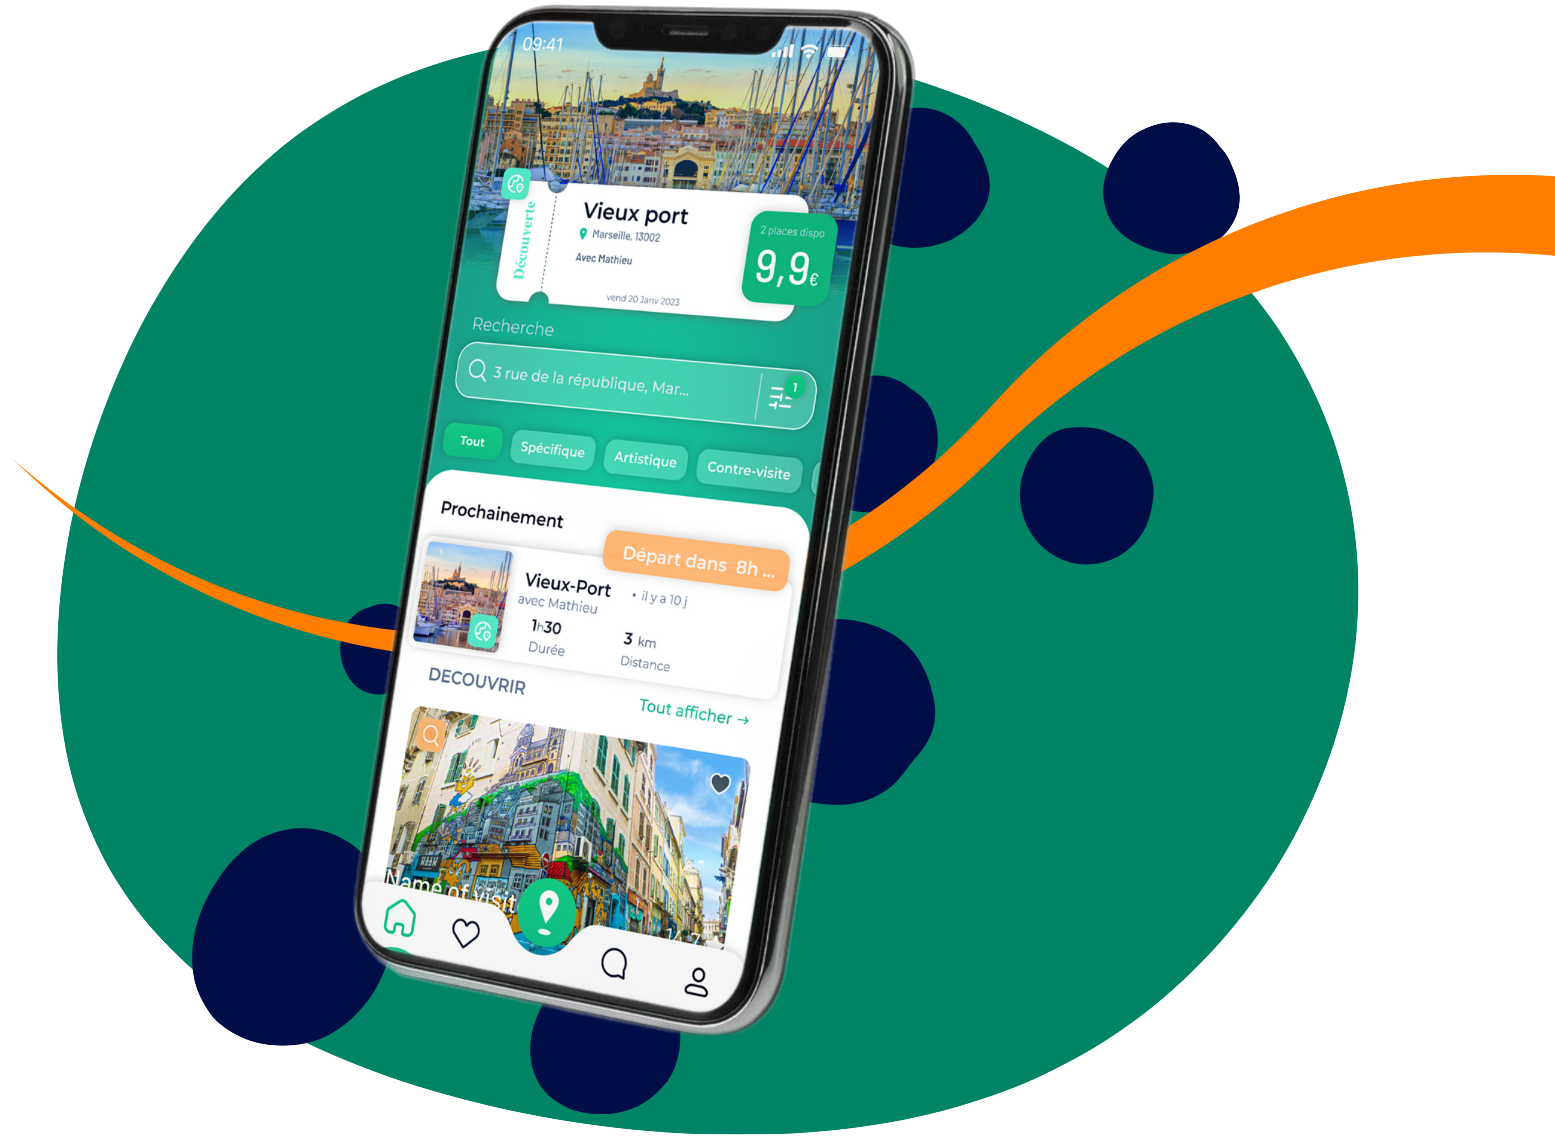 09:41
Découverte
Vieux port
Marseille, 13002
Avec Mathieu
vend 20 Janv 2023
2 places dispo
9,9€
Recherche
3 rue de la république, Mar...
1
Tout
Spécifique
Artistique
Contre-visite
Prochainement
Départ dans 8h ...
Vieux-Port
• il y a 10 j
avec Mathieu
1h30
3 km
Durée
Distance
DECOUVRIR
Tout afficher →
Name of visit